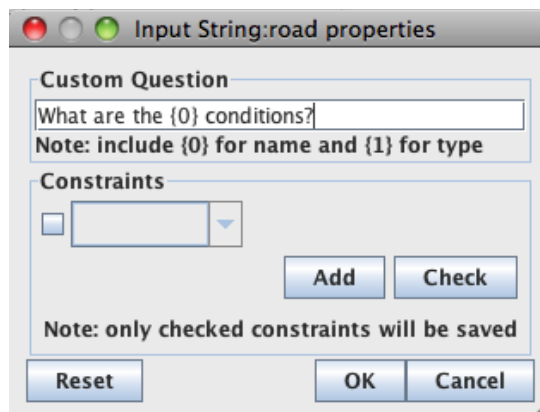 Input String:road properties
Custom Question
What are the {0} conditions?
Note: include {0} for name and {1} for type
Constraints
Add Check
Note: only checked constraints will be saved
Reset OK Cancel